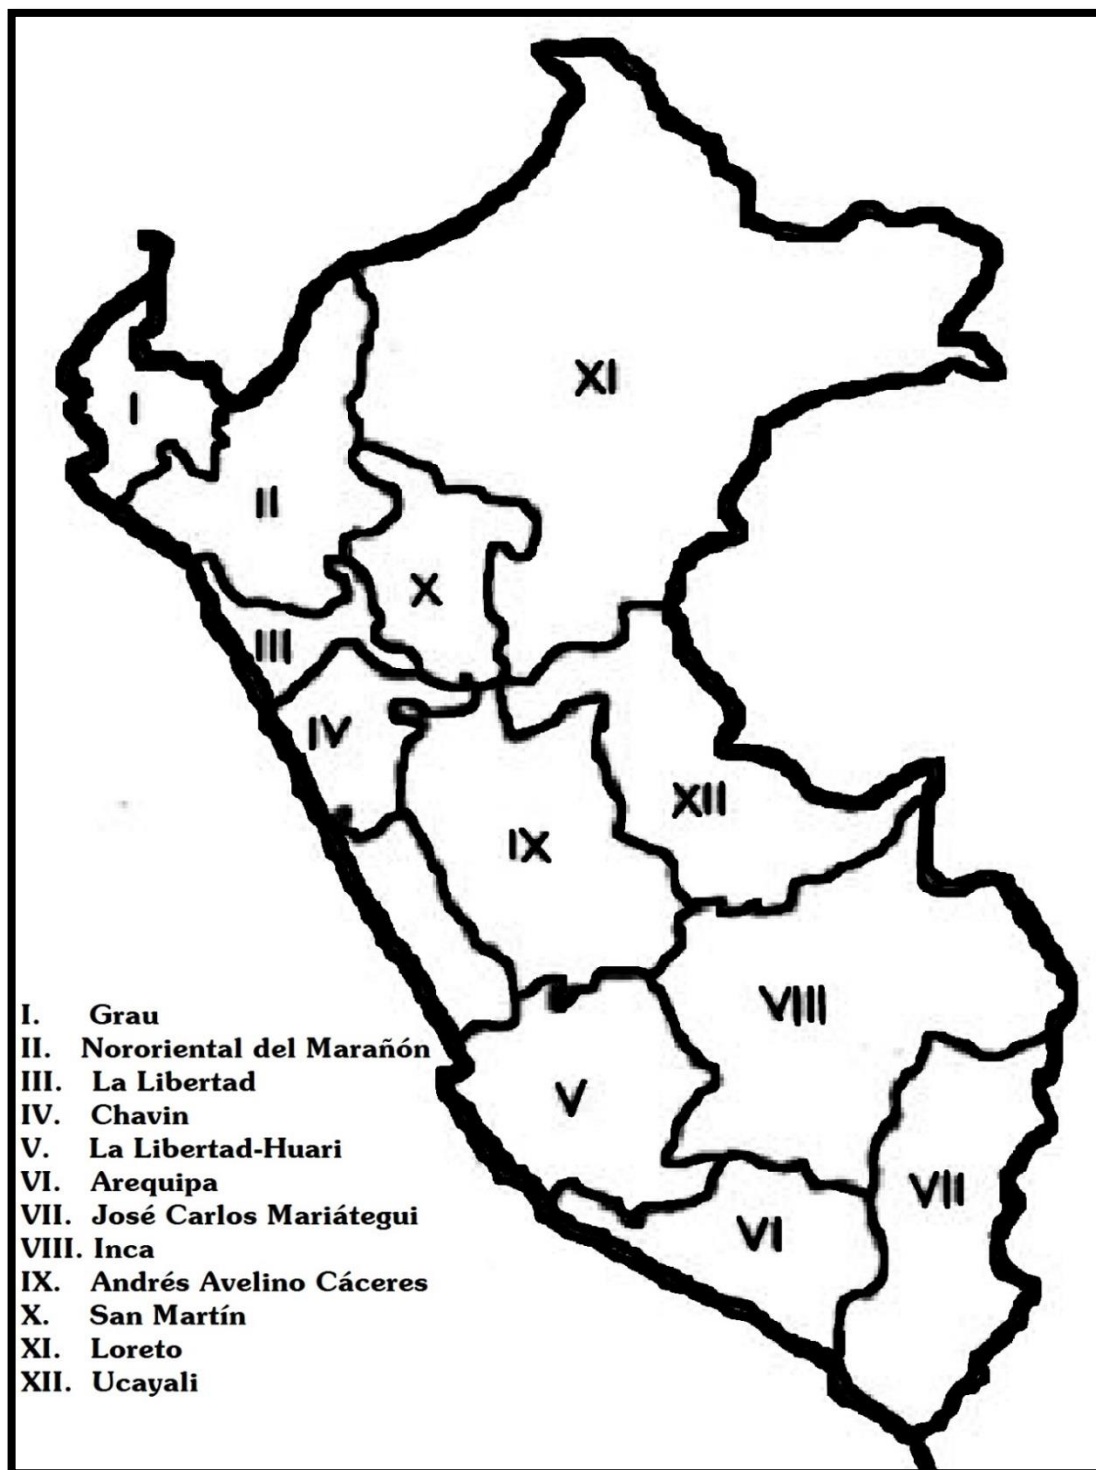 XI
I
II
X
III
IV
XII
IX
VIII
V
VII
VI
I. Grau
II. Nororiental del Marañón
III. La Libertad
IV. Chavin
V. La Libertad-Huari
VI. Arequipa
VII. José Carlos Mariátegui
VIII. Inca
IX. Andrés Avelino Cáceres
X. San Martín
XI. Loreto
XII. Ucayali